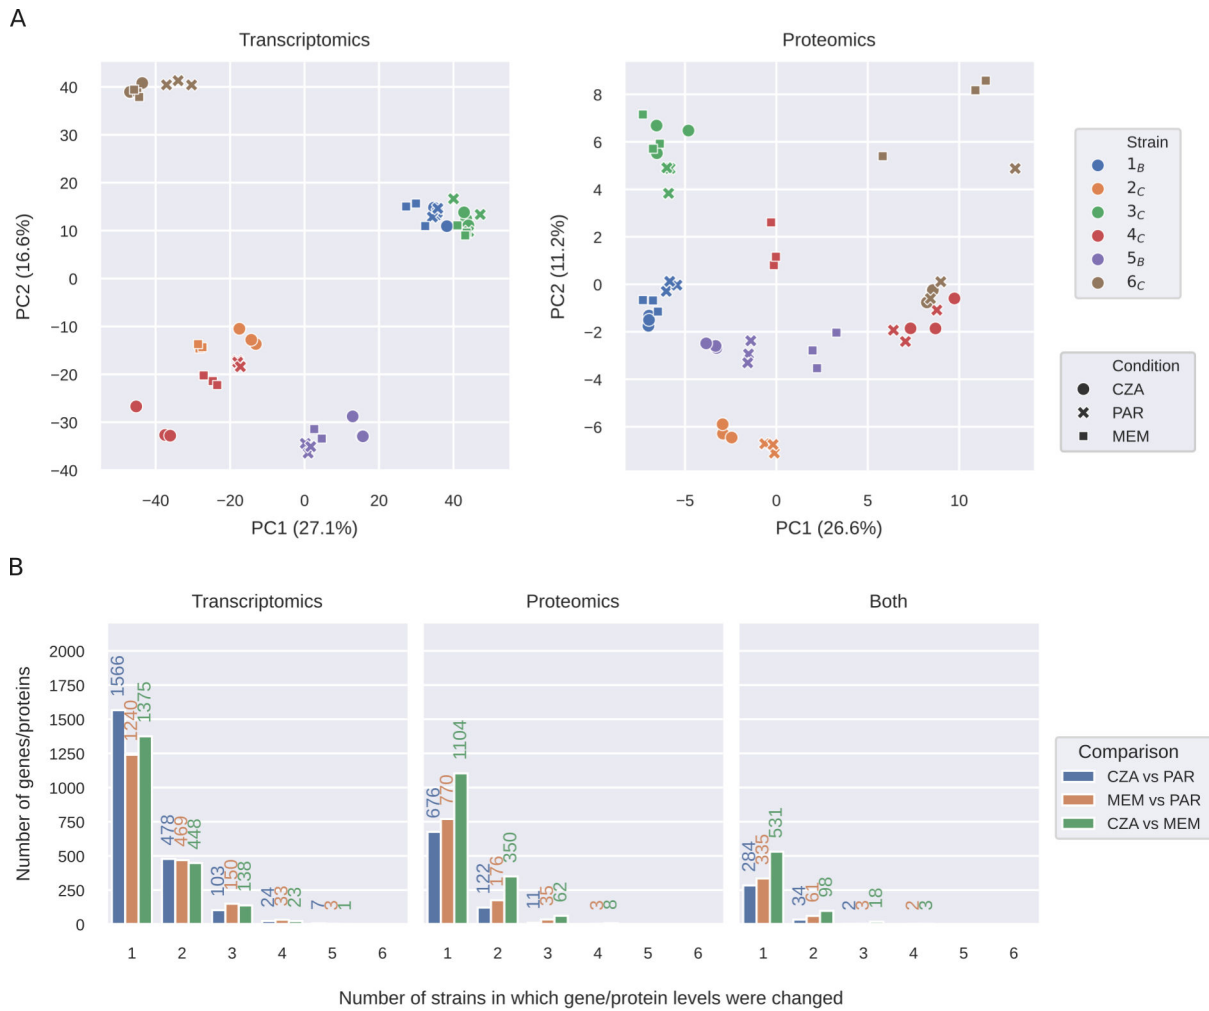 A
Transcriptomics
Proteomics
PC2 (16.6%)
40
30
20
10
0
−10
−20
−30
−40
−40
−20
0
20
40
PC1 (27.1%)
PC2 (11.2%)
8
6
4
2
0
−2
−4
−6
−5
0
5
10
PC1 (26.6%)
Strain
1B
2C
3C
4C
5B
6C
Condition
CZA
PAR
MEM
B
Transcriptomics
Proteomics
Both
Number of genes/proteins
2000
1750
1500
1250
1000
750
500
250
0
1566
1240
1375
478
469
448
103
150
138
24
33
23
7
3
1
1 2 3 4 5 6
676
770
1104
122
176
350
11
35
62
3
8
1 2 3 4 5 6
284
335
531
34
61
98
2
3
18
2
3
1 2 3 4 5 6
Number of strains in which gene/protein levels were changed
Comparison
CZA vs PAR
MEM vs PAR
CZA vs MEM